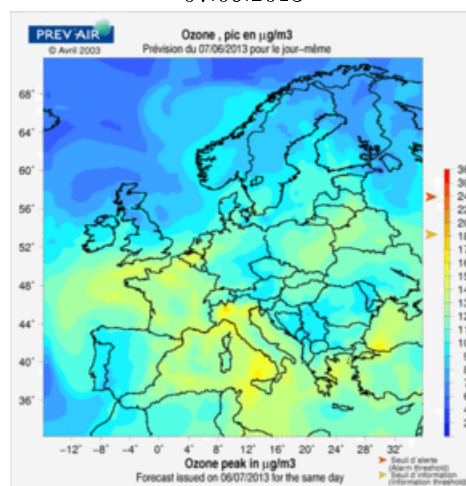 PREV'AIR
Ozone , pic en µg/m3
© Avril 2003
Prévision du 07/06/2013 pour le jour-même
68°
64°
60°
56°
52°
48°
44°
40°
36°
-12° -8° -4° 0° 4° 8° 12° 16° 20° 24° 28° 32°
Ozone peak in µg/m3
Forecast issued on 06/07/2013 for the same day
Seuil d'alerte
(Alarm threshold)
Seuil d'information
(Information threshold)